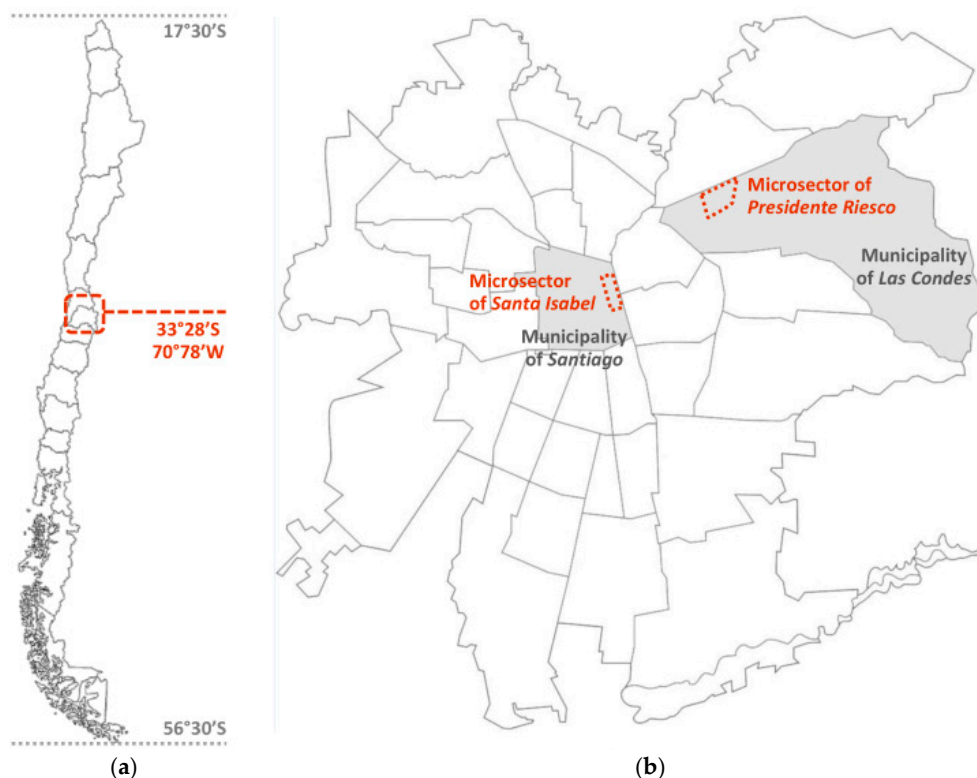 17°30'S
33°28'S
70°78'W
56°30'S
(a)
Microsector of
Presidente Riesco
Municipality
of Las Condes
Microsector
of Santa Isabel
Municipality
of Santiago
(b)